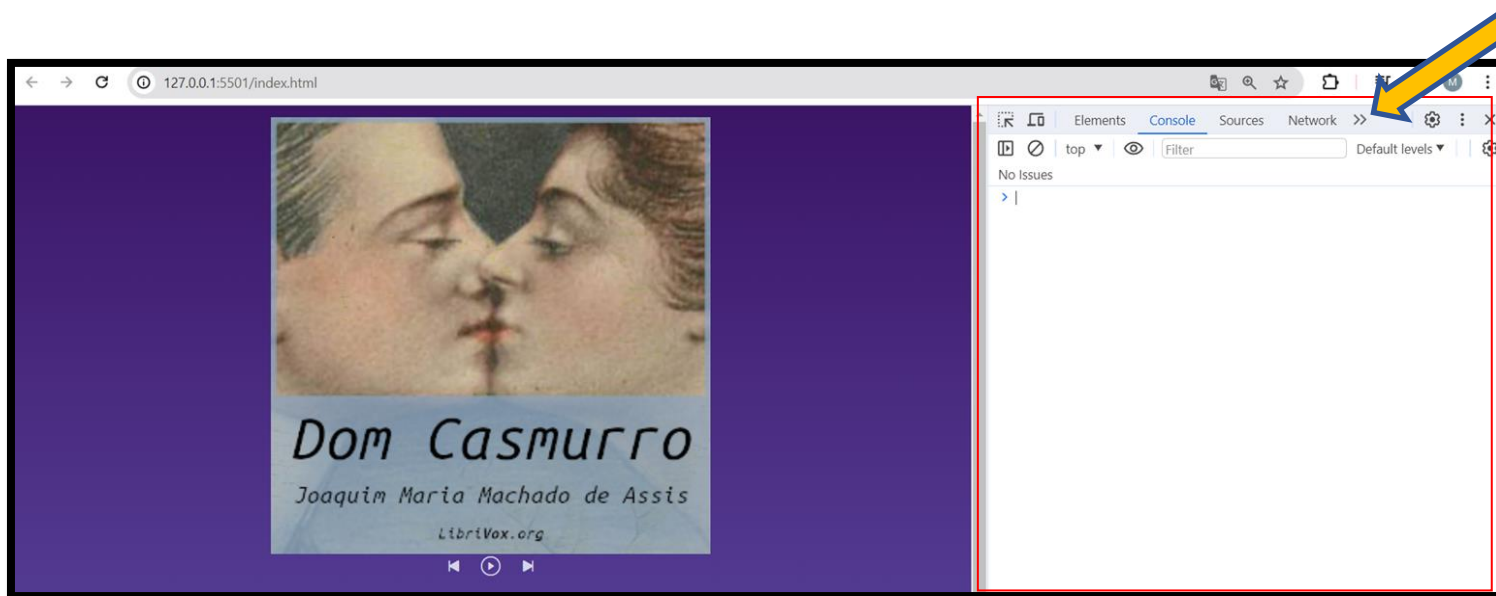 127.0.0.1:5501/index.html
M
Elements Console Sources Network
top Filter Default levels
No Issues
Dom Casmurro
Joaquim Maria Machado de Assis
LibriVox.org